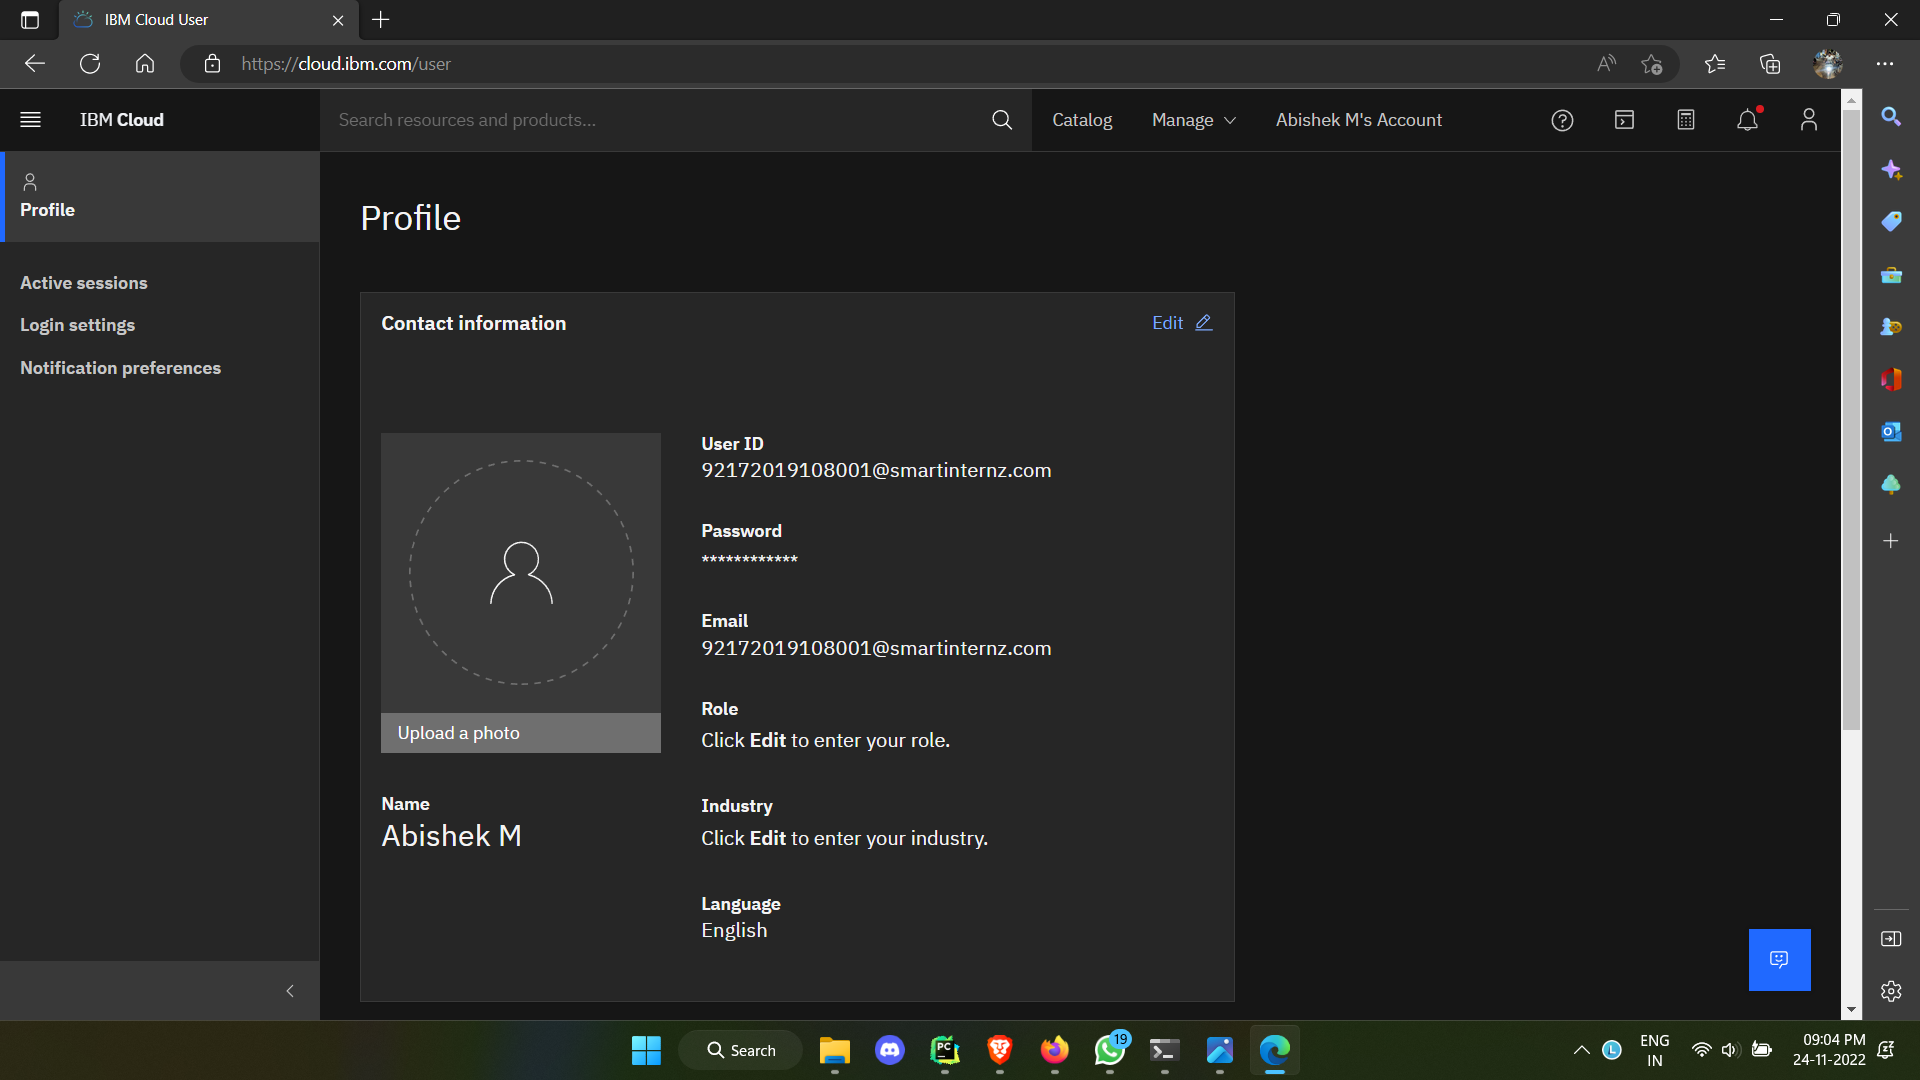 IBM Cloud User
https://cloud.ibm.com/user
IBM Cloud
Search resources and products...
Catalog
Manage
Abishek M's Account
Profile
Active sessions
Login settings
Notification preferences
Profile
Contact information
Edit
Upload a photo
Name
Abishek M
User ID
92172019108001@smartinternz.com
Password
************
Email
92172019108001@smartinternz.com
Role
Click Edit to enter your role.
Industry
Click Edit to enter your industry.
Language
English
Search
PC
19
L
ENG
IN
09:04 PM
24-11-2022